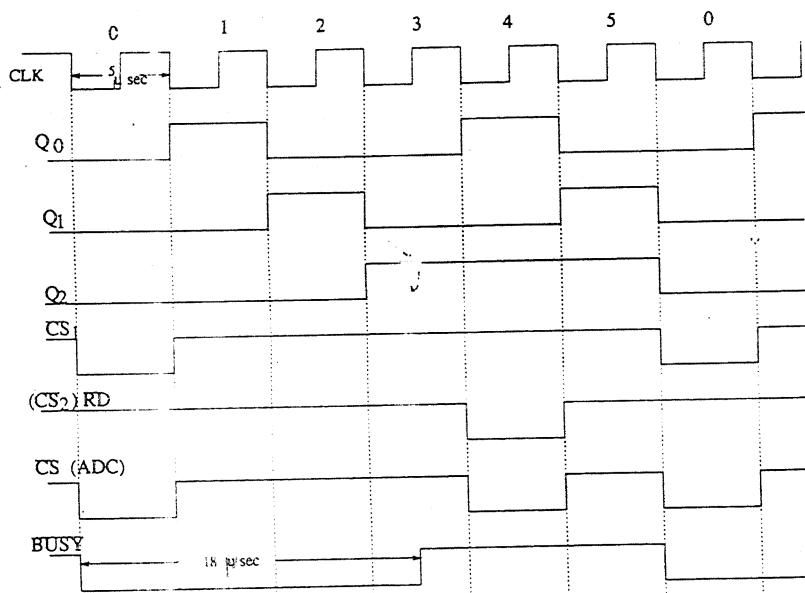 0 1 2 3 4 5 0
CLK 5 μ sec
Q0
Q1
Q2
CS
(CS2) RD
CS (ADC)
BUSY 18 μ/sec